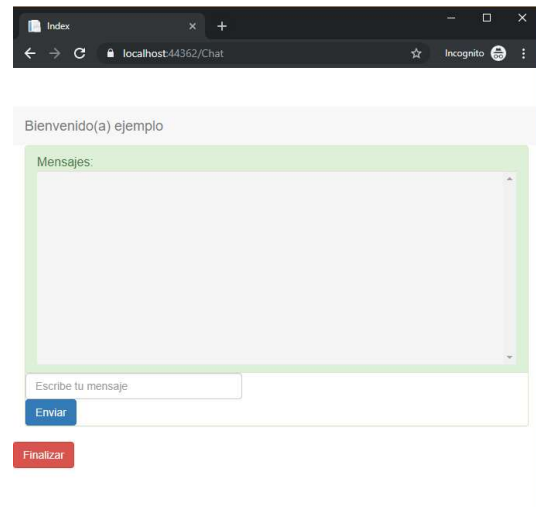 Index
localhost:44362/Chat
Incognito
Bienvenido(a) ejemplo
Mensajes:
Escribe tu mensaje
Enviar
Finalizar